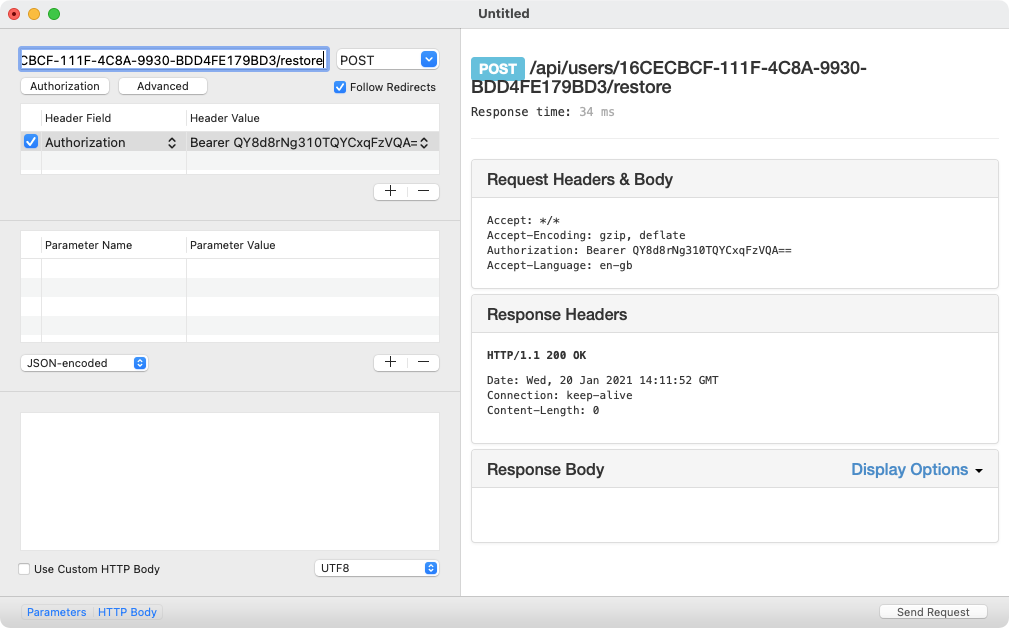 Untitled
CBCF-111F-4C8A-9930-BDD4FE179BD3/restore
POST
Authorization
Advanced
Follow Redirects
Header Field
Header Value
Authorization
Bearer QY8d8rNg310TQYCxqFzVQA=
+
−
Parameter Name
Parameter Value
JSON-encoded
+
−
Use Custom HTTP Body
UTF8
Parameters
HTTP Body
POST /api/users/16CECBCF-111F-4C8A-9930-
BDD4FE179BD3/restore
Response time: 34 ms
Request Headers & Body
Accept: */*
Accept-Encoding: gzip, deflate
Authorization: Bearer QY8d8rNg310TQYCxqFzVQA==
Accept-Language: en-gb
Response Headers
HTTP/1.1 200 OK
Date: Wed, 20 Jan 2021 14:11:52 GMT
Connection: keep-alive
Content-Length: 0
Response Body
Display Options
Send Request